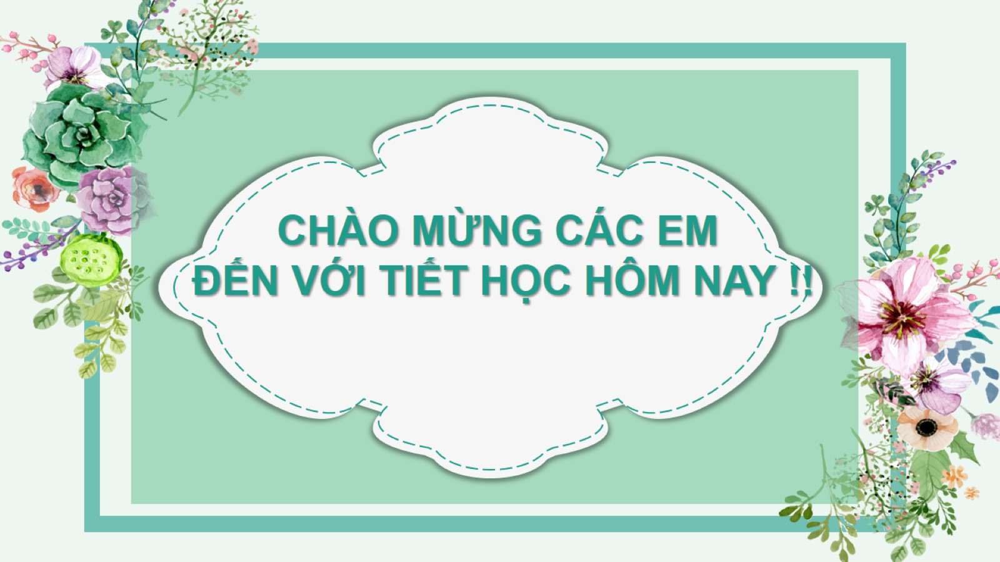 CHÀO MỪNG CÁC EM
ĐẾN VỚI TIẾT HỌC HÔM NAY !!